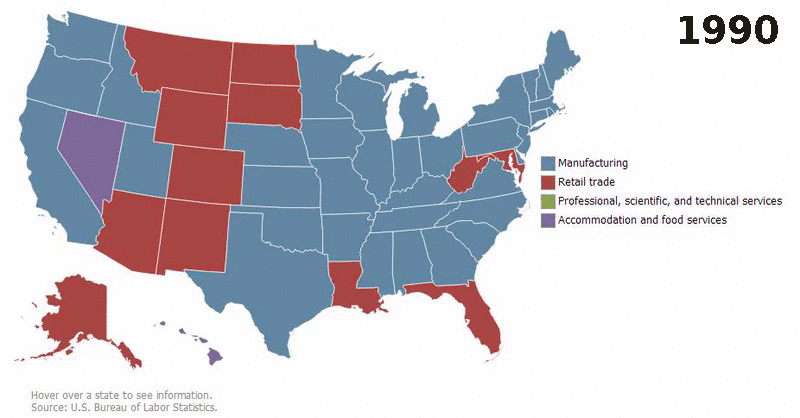 1990
Manufacturing
Retail trade
Professional, scientific, and technical services
Accommodation and food services
Hover over a state to see information.
Source: U.S. Bureau of Labor Statistics.